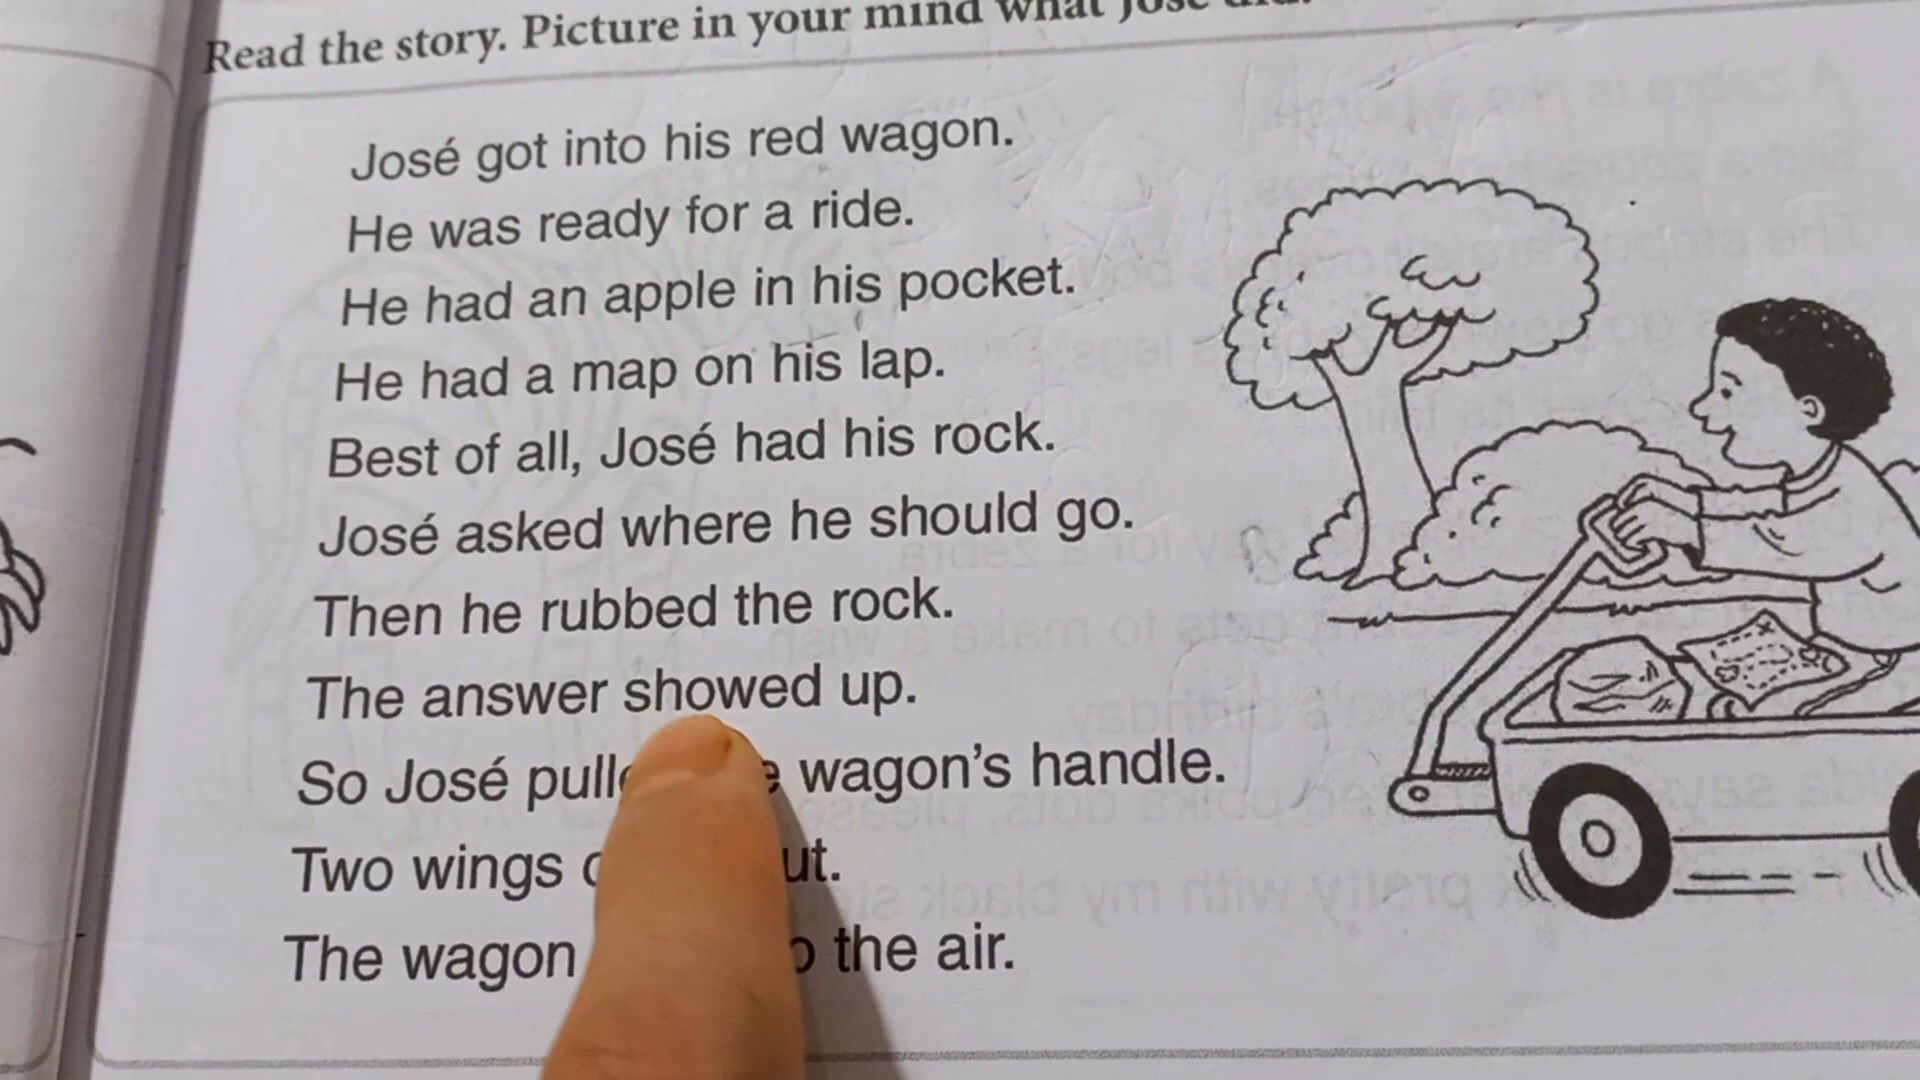 Read the story. Picture in your mind what José did.
José got into his red wagon.
He was ready for a ride.
He had an apple in his pocket.
He had a map on his lap.
Best of all, José had his rock.
José asked where he should go.
Then he rubbed the rock.
The answer showed up.
So José wagon's handle.
Two wings
The wagon the air.